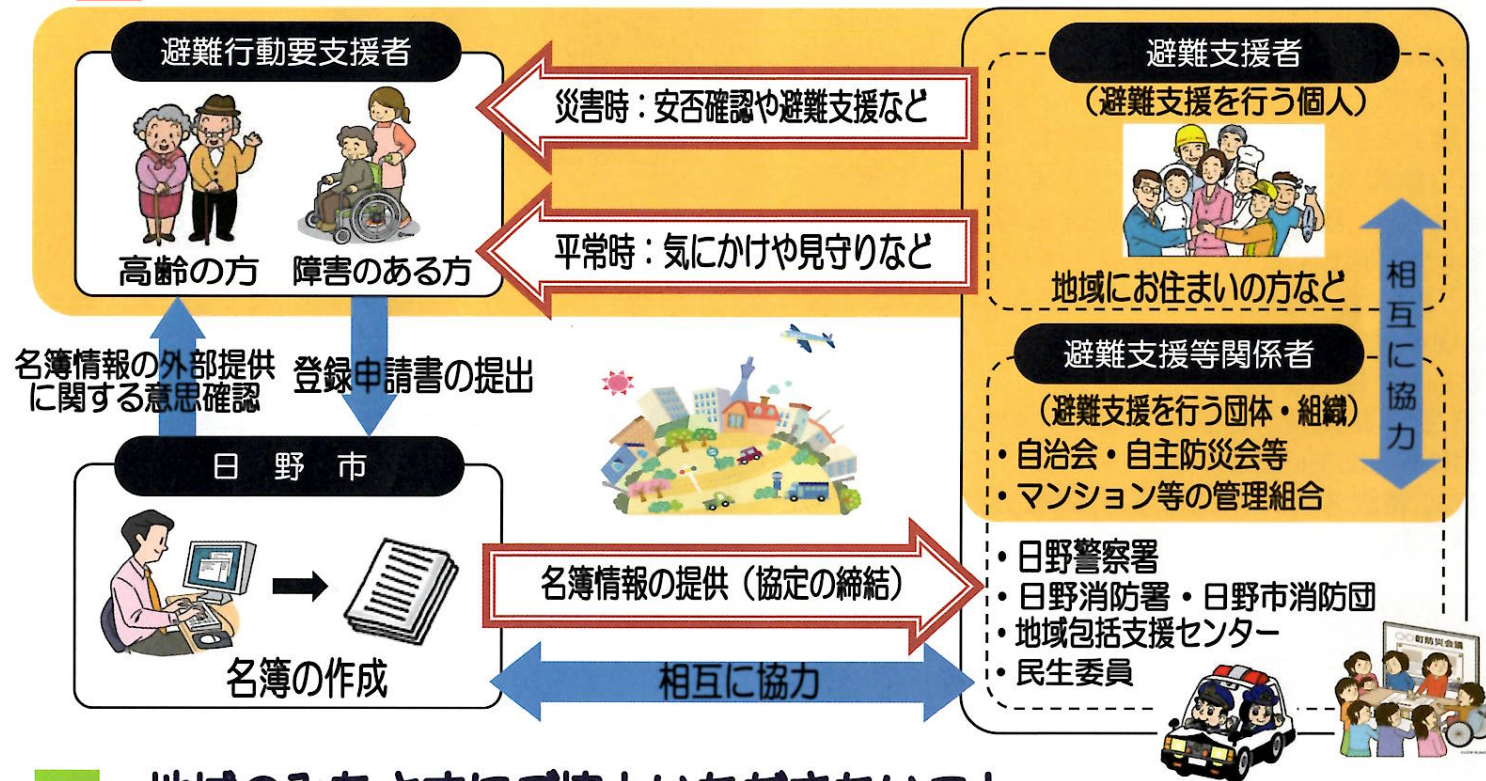 避難行動要支援者
高齢の方
障害のある方
災害時：安否確認や避難支援など
平常時：気にかけや見守りなど
避難支援者
（避難支援を行う個人）
地域にお住まいの方など
相互に協力
避難支援等関係者
（避難支援を行う団体・組織）
・自治会・自主防災会等
・マンション等の管理組合
・日野警察署
・日野消防署・日野市消防団
・地域包括支援センター
・民生委員
名簿情報の外部提供
に関する意思確認
登録申請書の提出
日野市
名簿の作成
名簿情報の提供（協定の締結）
相互に協力
〇〇町防災会議